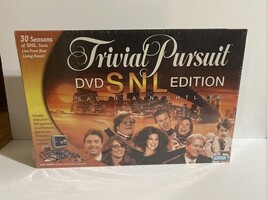 30 Seasons
of SNL Trivia
Live From Your
Living Room!
Trivial Pursuit
DVD SNL EDITION
SATURDAY NIGHT LIVE